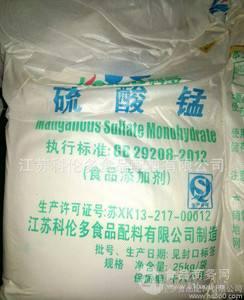 硫酸锰
Manganous Sulfate Monohydrate
执行标准: GB 29208-2012
(食品添加剂)
生产许可证号:苏XK13-217-00012
江苏科伦多食品配料有限公司制造
批号、生产日期:见封口标签
规格 净含量:25kg/袋